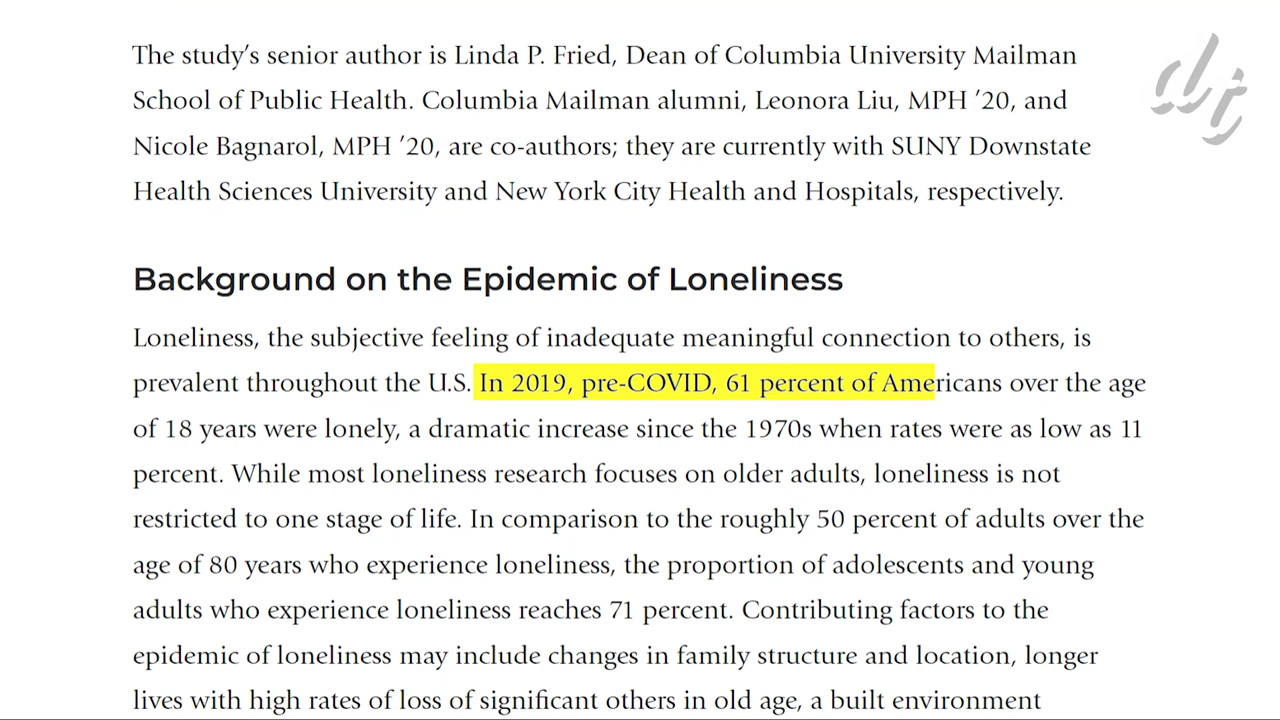 The study’s senior author is Linda P. Fried, Dean of Columbia University Mailman
School of Public Health. Columbia Mailman alumni, Leonora Liu, MPH ’20, and
Nicole Bagnarol, MPH ’20, are co-authors; they are currently with SUNY Downstate
Health Sciences University and New York City Health and Hospitals, respectively.
Background on the Epidemic of Loneliness
Loneliness, the subjective feeling of inadequate meaningful connection to others, is
prevalent throughout the U.S. In 2019, pre-COVID, 61 percent of Americans over the age
of 18 years were lonely, a dramatic increase since the 1970s when rates were as low as 11
percent. While most loneliness research focuses on older adults, loneliness is not
restricted to one stage of life. In comparison to the roughly 50 percent of adults over the
age of 80 years who experience loneliness, the proportion of adolescents and young
adults who experience loneliness reaches 71 percent. Contributing factors to the
epidemic of loneliness may include changes in family structure and location, longer
lives with high rates of loss of significant others in old age, a built environment
dt